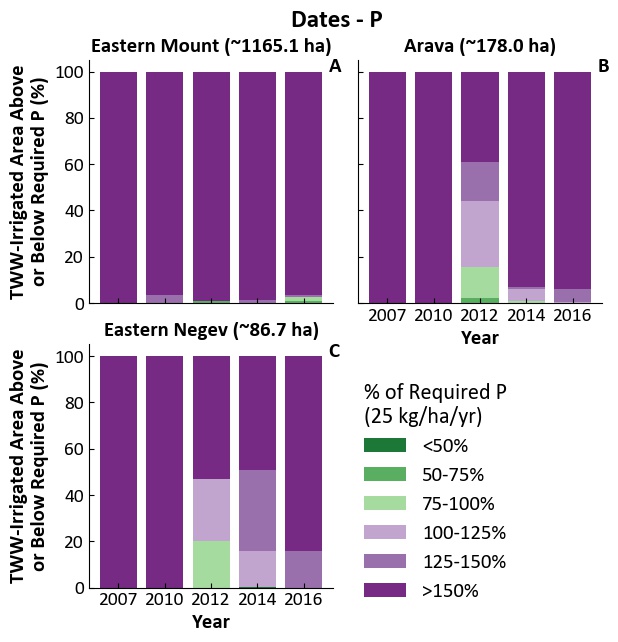 Dates - P
Eastern Mount (~1165.1 ha)
A
TWW-Irrigated Area Above
or Below Required P (%)
100
80
60
40
20
0
Arava (~178.0 ha)
B
2007 2010 2012 2014 2016
Year
Eastern Negev (~86.7 ha)
C
TWW-Irrigated Area Above
or Below Required P (%)
100
80
60
40
20
0
2007 2010 2012 2014 2016
Year
% of Required P
(25 kg/ha/yr)
<50%
50-75%
75-100%
100-125%
125-150%
>150%